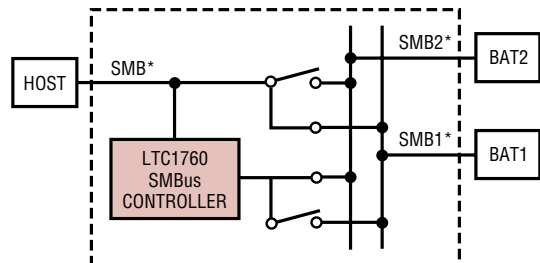 HOST
SMB*
SMB2*
BAT2
SMB1*
BAT1
LTC1760
SMBus
CONTROLLER